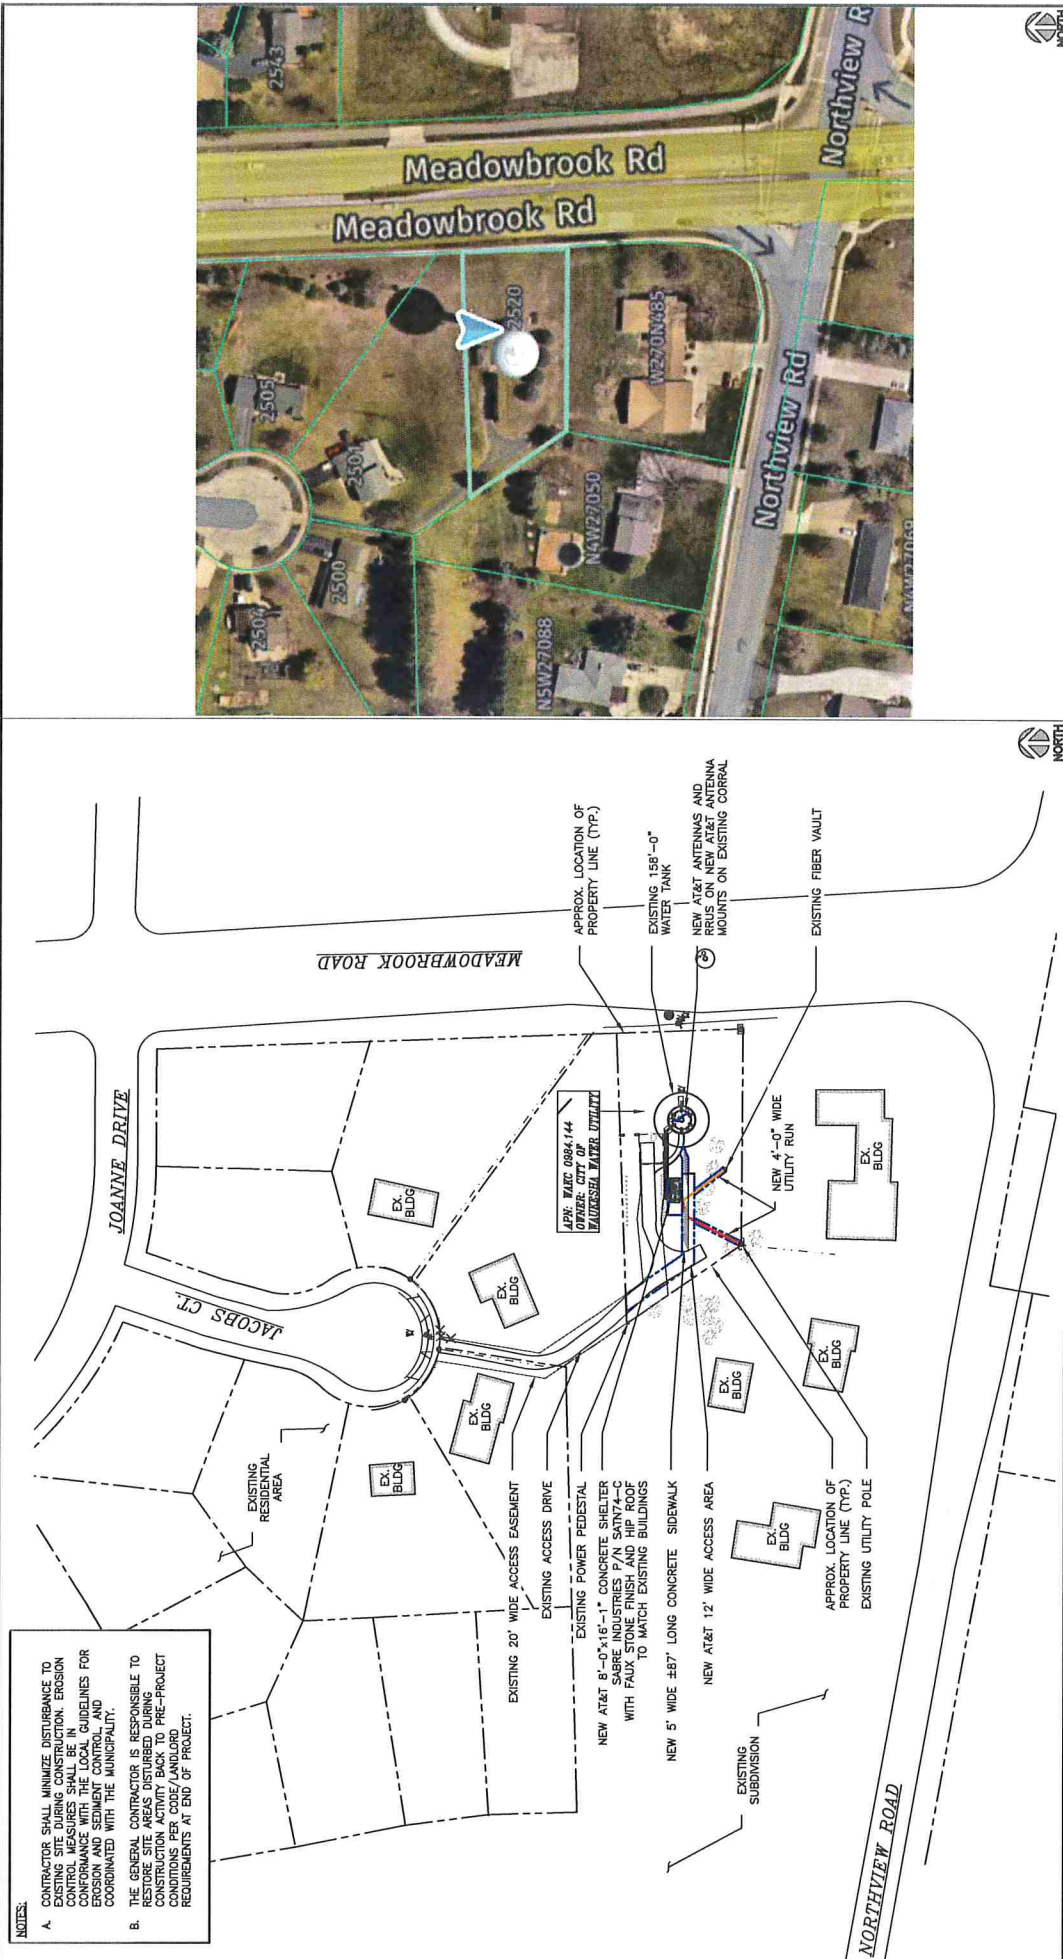 NOTES:
A. CONTRACTOR SHALL MINIMIZE DISTURBANCE TO
EXISTING SITE DURING CONSTRUCTION. EROSION
CONTROL MEASURES SHALL BE IN
CONFORMANCE WITH THE LOCAL GUIDELINES FOR
EROSION AND SEDIMENT CONTROL, AND
COORDINATED WITH THE MUNICIPALITY.
B. THE GENERAL CONTRACTOR IS RESPONSIBLE TO
RESTORE SITE AREAS DISTURBED DURING
CONSTRUCTION ACTIVITY BACK TO PRE-PROJECT
CONDITIONS PER CODE/LANDLORD
REQUIREMENTS AT END OF PROJECT.
JOANNE DRIVE
JACOBS CT.
MEADOWBROOK ROAD
EXISTING
RESIDENTIAL
AREA
EX.
BLDG
EX.
BLDG
EX.
BLDG
EX.
BLDG
APN: WAKC 0984.144
OWNER: CITY OF
WAUKESHA WATER UTILITY
APPROX. LOCATION OF
PROPERTY LINE (TYP.)
EXISTING 158'-0"
WATER TANK
NEW AT&T ANTENNAS AND
RRUS ON NEW AT&T ANTENNA
MOUNTS ON EXISTING CORRAL
EXISTING FIBER VAULT
EXISTING 20' WIDE ACCESS EASEMENT
EXISTING ACCESS DRIVE
EXISTING POWER PEDESTAL
NEW AT&T 8'-0"x16'-1" CONCRETE SHELTER
SABRE INDUSTRIES P/N SATN74-C
WITH FAUX STONE FINISH AND HIP ROOF
TO MATCH EXISTING BUILDINGS
NEW 5' WIDE ±87' LONG CONCRETE SIDEWALK
NEW AT&T 12' WIDE ACCESS AREA
NEW 4'-0" WIDE
UTILITY RUN
EX.
BLDG
EX.
BLDG
EX.
BLDG
EX.
BLDG
APPROX. LOCATION OF
PROPERTY LINE (TYP.)
EXISTING UTILITY POLE
EXISTING
SUBDIVISION
NORTHVIEW ROAD
NORTH
2543
Meadowbrook Rd
Meadowbrook Rd
2505
2501
2500
2504
2520
W270N485
N4W27050
N5W27088
Northview Rd
Northview R
N4W27069
NORTH